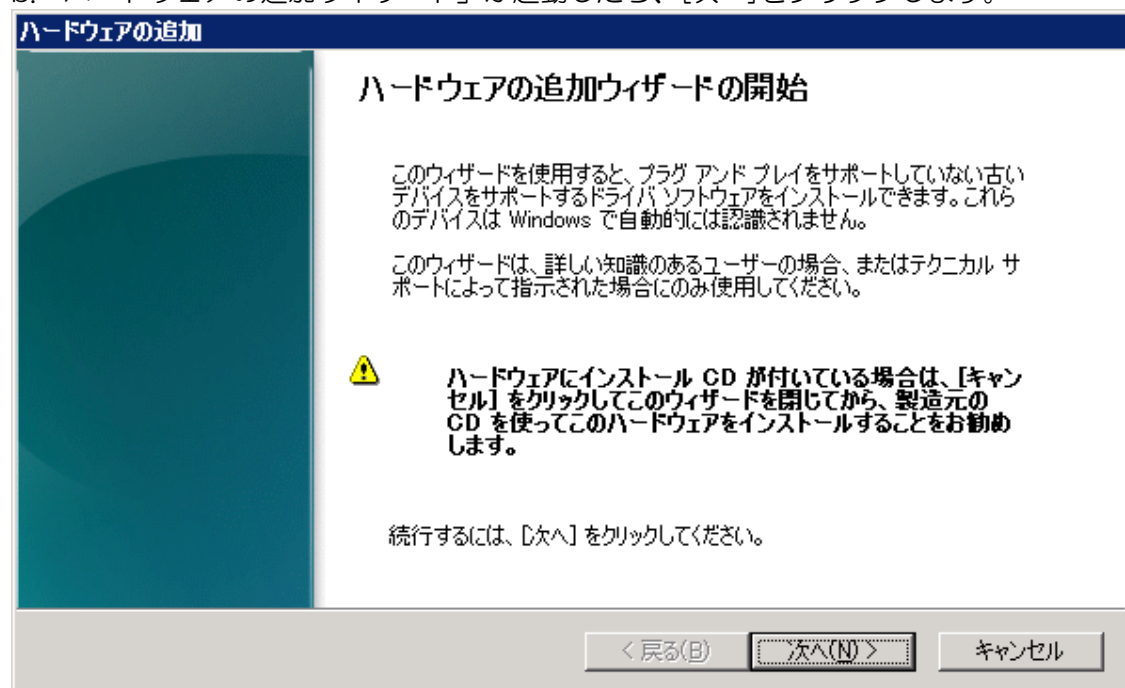 ハードウェアの追加
ハードウェアの追加ウィザードの開始
このウィザードを使用すると、プラグ アンド プレイをサポートしていない古い
デバイスをサポートするドライバ ソフトウェアをインストールできます。これら
のデバイスは Windows で自動的には認識されません。
このウィザードは、詳しい知識のあるユーザーの場合、またはテクニカル サ
ポートによって指示された場合にのみ使用してください。
ハードウェアにインストール CD が付いている場合は、[キャン
セル] をクリックしてこのウィザードを閉じてから、製造元の
CD を使ってこのハードウェアをインストールすることをお勧め
します。
続行するには、[次へ] をクリックしてください。
< 戻る(B) 次へ(N) > キャンセル